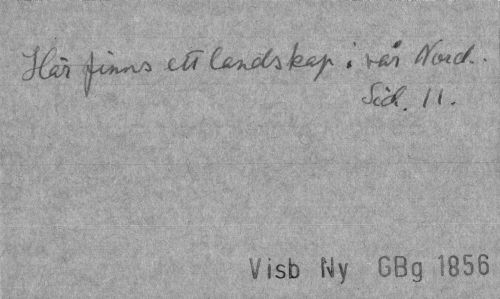 Här finns ett landskap i vår Nord.
Sid. 11.
Visb Ny GBg 1856